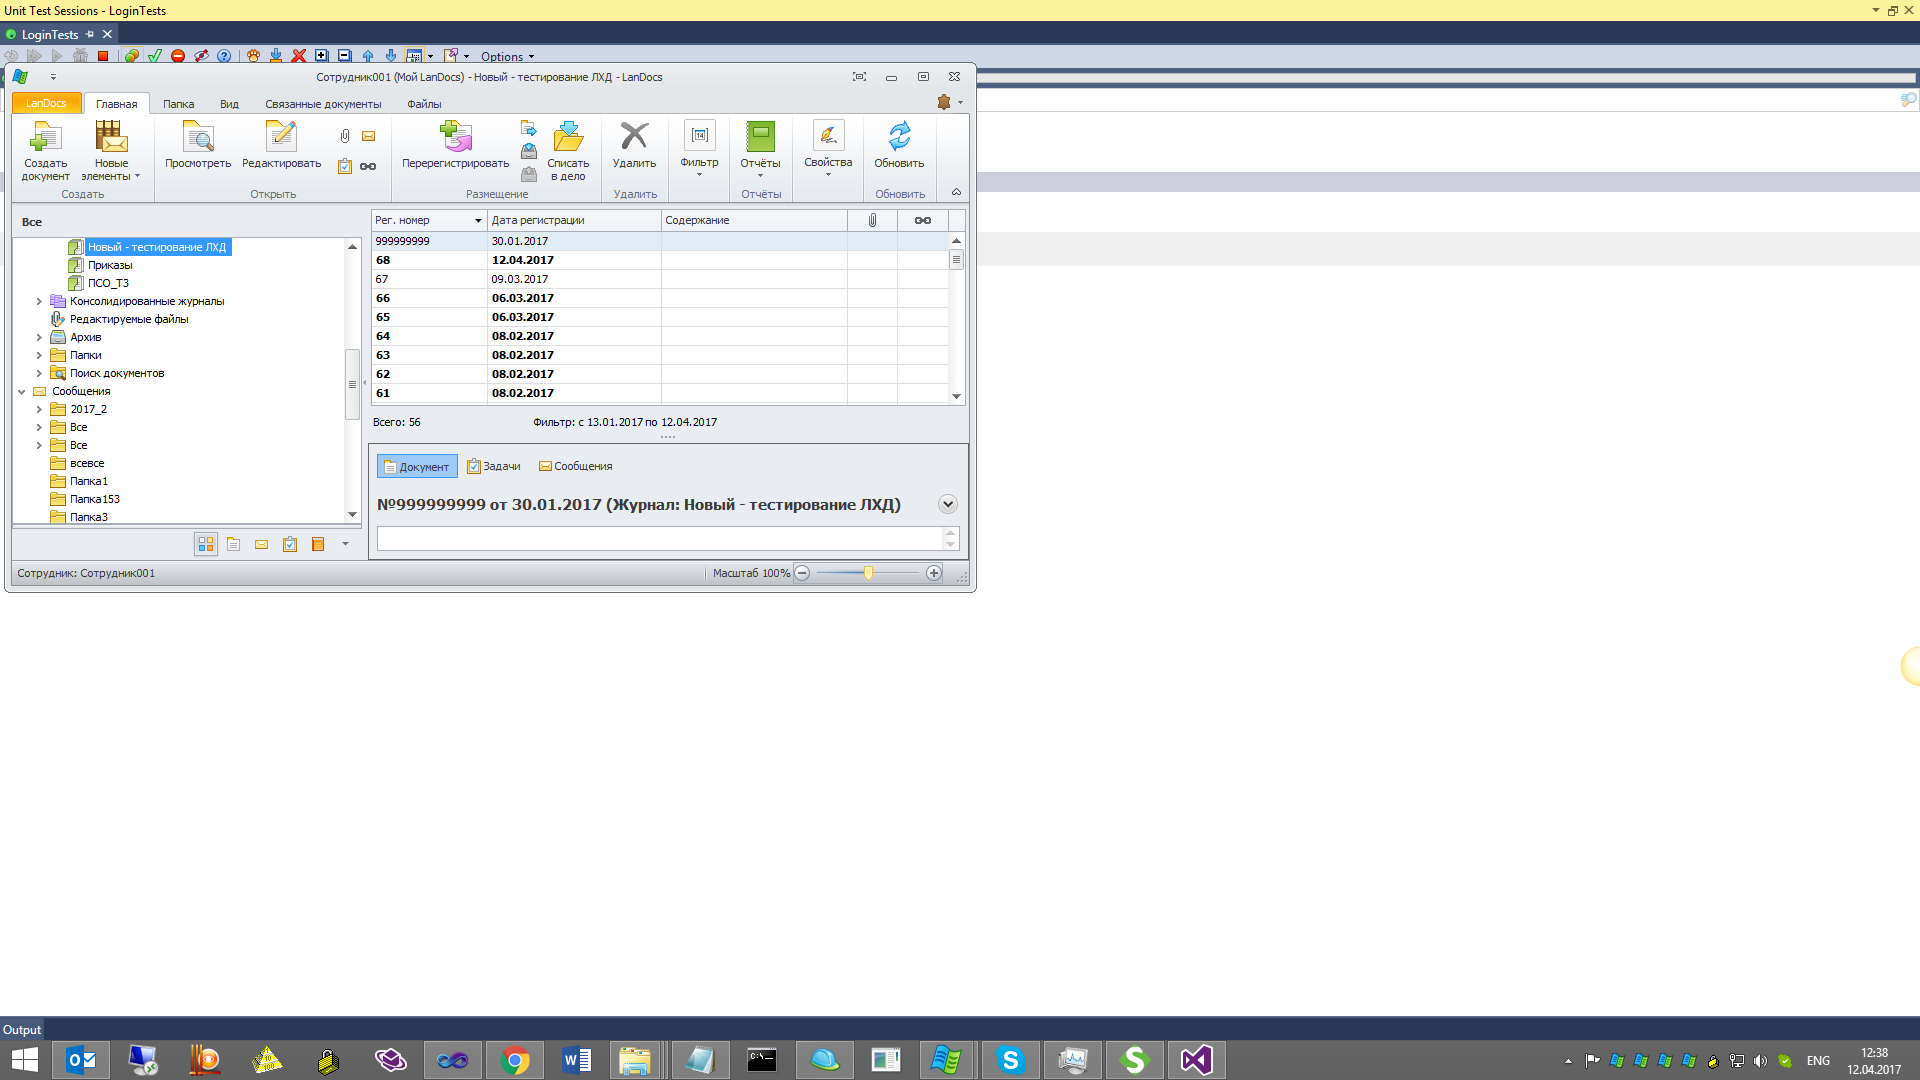 Unit Test Sessions - LoginTests
LoginTests
Options
Сотрудник001 (Мой LanDocs) - Новый - тестирование ЛХД - LanDocs
LanDocs Главная Папка Вид Связанные документы Файлы
Создать документ
Новые элементы
Просмотреть
Редактировать
Перерегистрировать
Списать в дело
Удалить
Фильтр
Отчёты
Свойства
Обновить
Создать Открыть Размещение Удалить Отчёты Обновить
Все
Новый - тестирование ЛХД
Приказы
ПСО_ТЗ
Консолидированные журналы
Редактируемые файлы
Архив
Папки
Поиск документов
Сообщения
2017_2
Все
Все
всевсе
Папка1
Папка153
Папка3
Рег. номер Дата регистрации Содержание
999999999 30.01.2017
68 12.04.2017
67 09.03.2017
66 06.03.2017
65 06.03.2017
64 08.02.2017
63 08.02.2017
62 08.02.2017
61 08.02.2017
Всего: 56 Фильтр: с 13.01.2017 по 12.04.2017
Документ Задачи Сообщения
№999999999 от 30.01.2017 (Журнал: Новый - тестирование ЛХД)
Сотрудник: Сотрудник001 Масштаб 100%
Output
ENG
12:38
12.04.2017